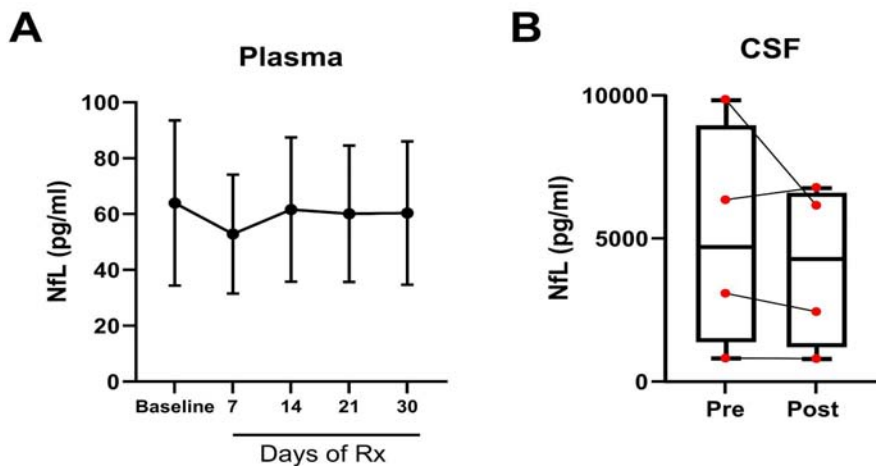 A
Plasma
NfL (pg/ml)
100
80
60
40
20
0
Baseline 7 14 21 30
Days of Rx
B
CSF
NfL (pg/ml)
10000
5000
0
Pre Post